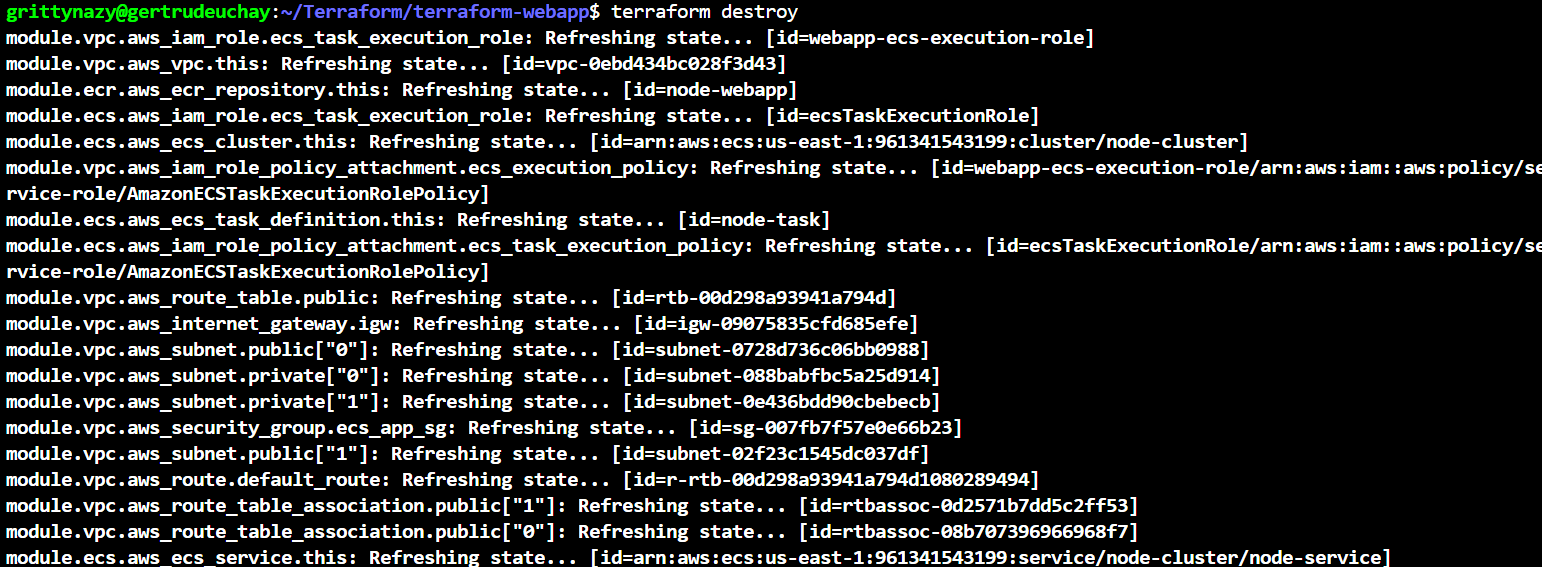 grittynazy@gertrudeuchay:~/Terraform/terraform-webapp$ terraform destroy
module.vpc.aws_iam_role.ecs_task_execution_role: Refreshing state... [id=webapp-ecs-execution-role]
module.vpc.aws_vpc.this: Refreshing state... [id=vpc-0ebd434bc028f3d43]
module.ecr.aws_ecr_repository.this: Refreshing state... [id=node-webapp]
module.ecs.aws_iam_role.ecs_task_execution_role: Refreshing state... [id=ecsTaskExecutionRole]
module.ecs.aws_ecs_cluster.this: Refreshing state... [id=arn:aws:ecs:us-east-1:961341543199:cluster/node-cluster]
module.vpc.aws_iam_role_policy_attachment.ecs_execution_policy: Refreshing state... [id=webapp-ecs-execution-role/arn:aws:iam::aws:policy/se
rvice-role/AmazonECSTaskExecutionRolePolicy]
module.ecs.aws_ecs_task_definition.this: Refreshing state... [id=node-task]
module.ecs.aws_iam_role_policy_attachment.ecs_task_execution_policy: Refreshing state... [id=ecsTaskExecutionRole/arn:aws:iam::aws:policy/se
rvice-role/AmazonECSTaskExecutionRolePolicy]
module.vpc.aws_route_table.public: Refreshing state... [id=rtb-00d298a93941a794d]
module.vpc.aws_internet_gateway.igw: Refreshing state... [id=igw-09075835cfd685efe]
module.vpc.aws_subnet.public["0"]: Refreshing state... [id=subnet-0728d736c06bb0988]
module.vpc.aws_subnet.private["0"]: Refreshing state... [id=subnet-088babfbc5a25d914]
module.vpc.aws_subnet.private["1"]: Refreshing state... [id=subnet-0e436bdd90cbebecb]
module.vpc.aws_security_group.ecs_app_sg: Refreshing state... [id=sg-007fb7f57e0e66b23]
module.vpc.aws_subnet.public["1"]: Refreshing state... [id=subnet-02f23c1545dc037df]
module.vpc.aws_route.default_route: Refreshing state... [id=r-rtb-00d298a93941a794d1080289494]
module.vpc.aws_route_table_association.public["1"]: Refreshing state... [id=rtbassoc-0d2571b7dd5c2ff53]
module.vpc.aws_route_table_association.public["0"]: Refreshing state... [id=rtbassoc-08b707396966968f7]
module.ecs.aws_ecs_service.this: Refreshing state... [id=arn:aws:ecs:us-east-1:961341543199:service/node-cluster/node-service]